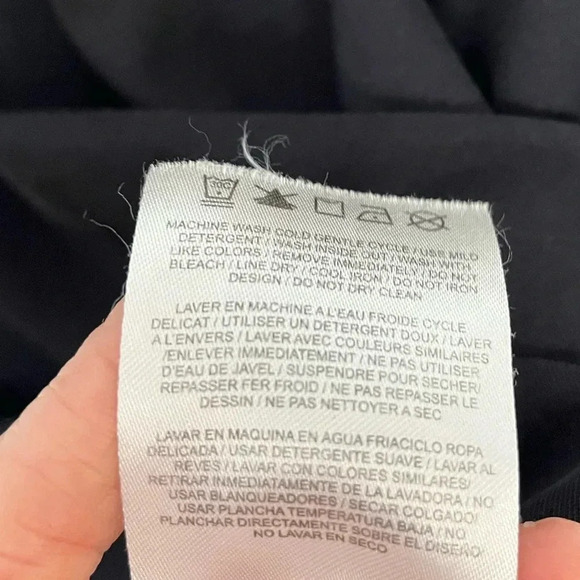 30C
MACHINE WASH COLD GENTLE CYCLE / USE MILD
DETERGENT / WASH INSIDE OUT / WASH WITH
LIKE COLORS / REMOVE IMMEDIATELY / DO NOT
BLEACH / LINE DRY / COOL IRON / DO NOT IRON
DESIGN / DO NOT DRY CLEAN
LAVER EN MACHINE A L'EAU FROIDE CYCLE
DELICAT / UTILISER UN DETERGENT DOUX / LAVER
A L'ENVERS / LAVER AVEC COULEURS SIMILAIRES
/ENLEVER IMMEDIATEMENT / NE PAS UTILISER
D'EAU DE JAVEL / SUSPENDRE POUR SECHER/
REPASSER FER FROID / NE PAS REPASSER LE
DESSIN / NE PAS NETTOYER A SEC
LAVAR EN MAQUINA EN AGUA FRIACICLO ROPA
DELICADA / USAR DETERGENTE SUAVE / LAVAR AL
REVES / LAVAR CON COLORES SIMILARES/
RETIRAR INMEDIATAMENTE DE LA LAVADORA / NO
USAR BLANQUEADORES / SECAR COLGADO/
USAR PLANCHA TEMPERATURA BAJA / NO
PLANCHAR DIRECTAMENTE SOBRE EL DISEÑO/
NO LAVAR EN SECO